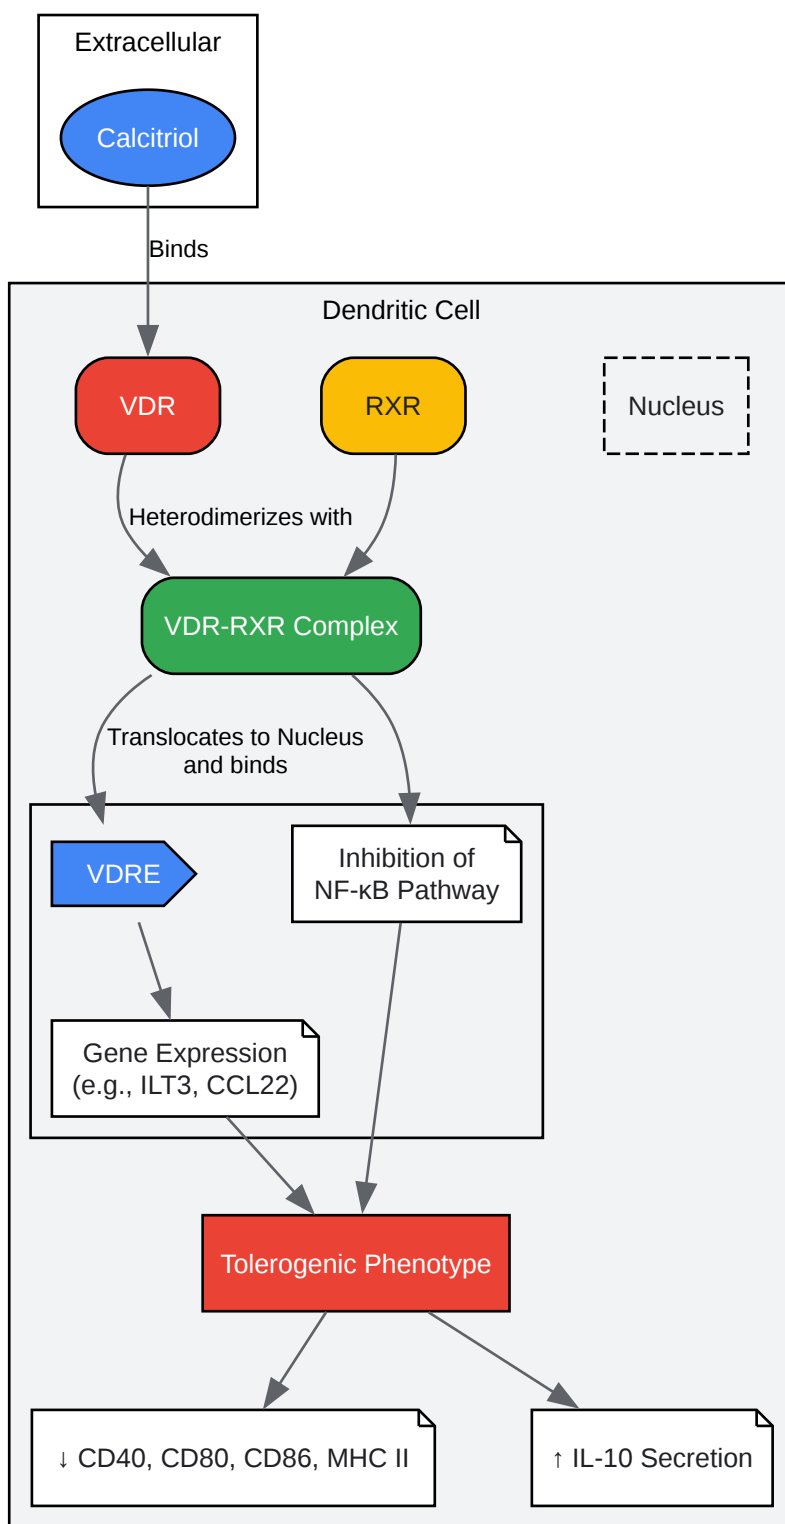 Extracellular
Calcitriol
Binds
Dendritic Cell
VDR
RXR
Nucleus
Heterodimerizes with
VDR-RXR Complex
Translocates to Nucleus
and binds
VDRE
Inhibition of
NF-κB Pathway
Gene Expression
(e.g., ILT3, CCL22)
Tolerogenic Phenotype
↓ CD40, CD80, CD86, MHC II
↑ IL-10 Secretion